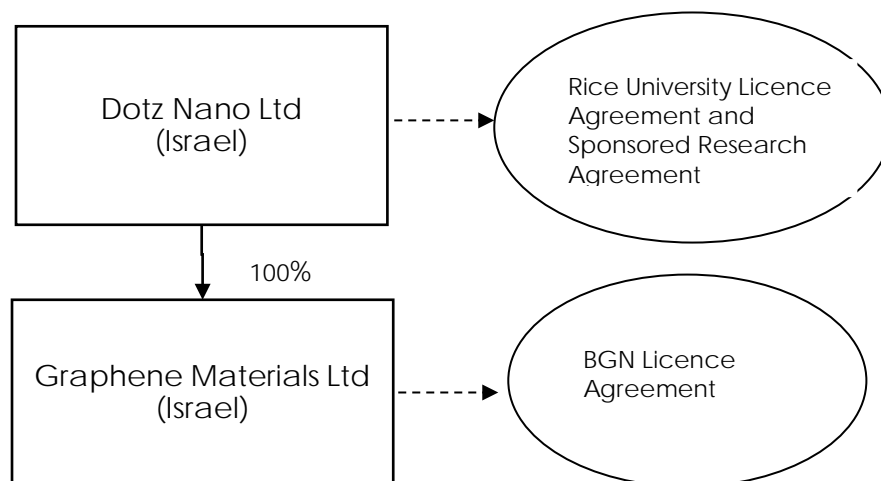 Dotz Nano Ltd
(Israel)
Rice University Licence
Agreement and
Sponsored Research
Agreement
100%
Graphene Materials Ltd
(Israel)
BGN Licence
Agreement